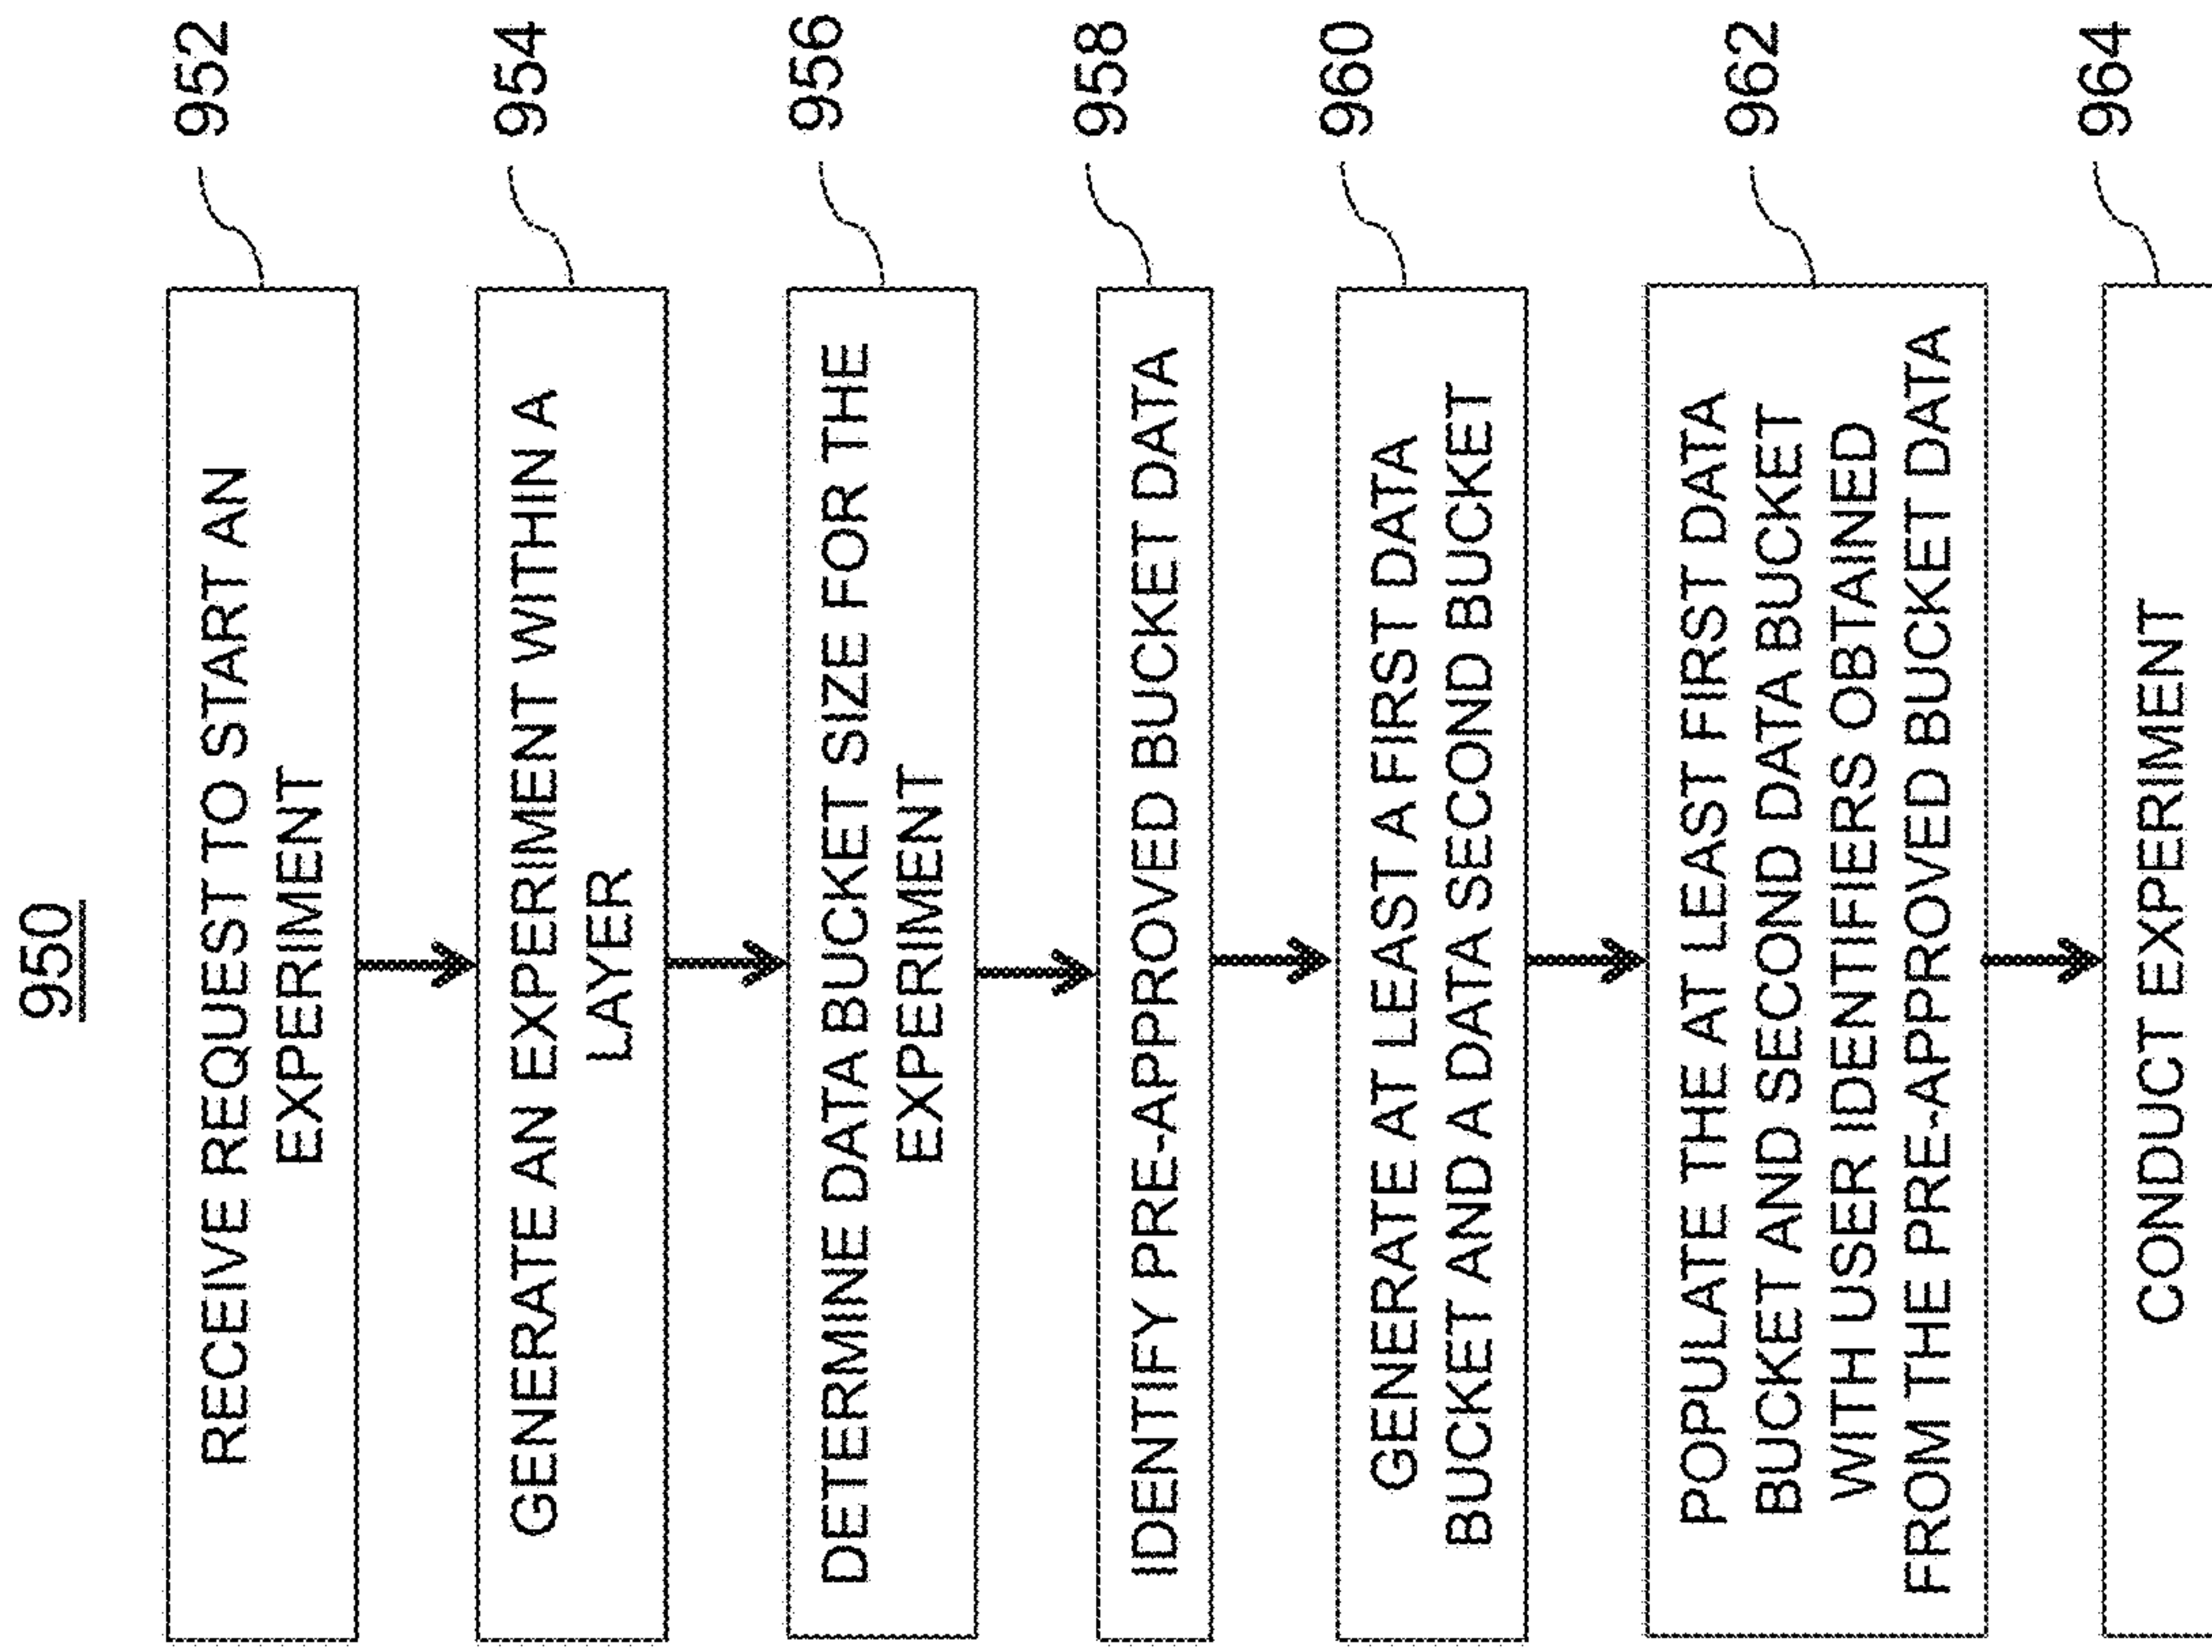 950
RECEIVE REQUEST TO START AN
EXPERIMENT
952
GENERATE AN EXPERIMENT WITHIN A
LAYER
954
DETERMINE DATA BUCKET SIZE FOR THE
EXPERIMENT
956
IDENTIFY PRE-APPROVED BUCKET DATA
958
GENERATE AT LEAST A FIRST DATA
BUCKET AND A DATA SECOND BUCKET
960
POPULATE THE AT LEAST FIRST DATA
BUCKET AND SECOND DATA BUCKET
WITH USER IDENTIFIERS OBTAINED
FROM THE PRE-APPROVED BUCKET DATA
962
CONDUCT EXPERIMENT
964